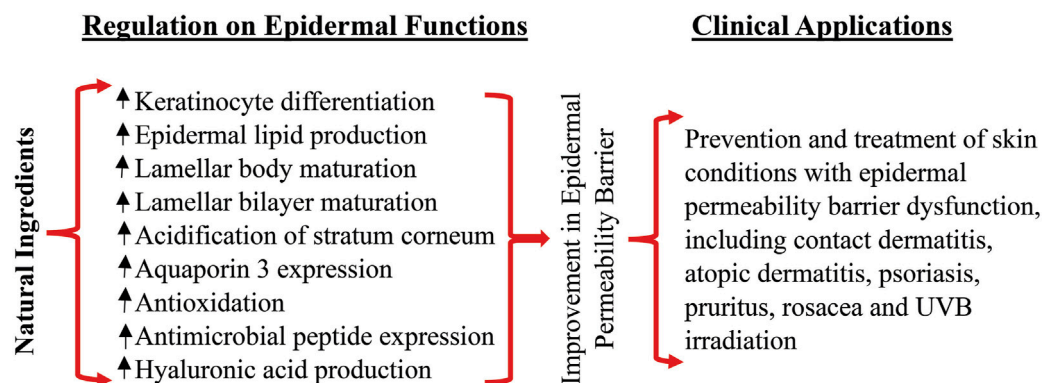 Regulation on Epidermal Functions
Clinical Applications
Natural Ingredients
Keratinocyte differentiation
Epidermal lipid production
Lamellar body maturation
Lamellar bilayer maturation
Acidification of stratum corneum
Aquaporin 3 expression
Antioxidation
Antimicrobial peptide expression
Hyaluronic acid production
Improvement in Epidermal
Permeability Barrier
Prevention and treatment of skin
conditions with epidermal
permeability barrier dysfunction,
including contact dermatitis,
atopic dermatitis, psoriasis,
pruritus, rosacea and UVB
irradiation